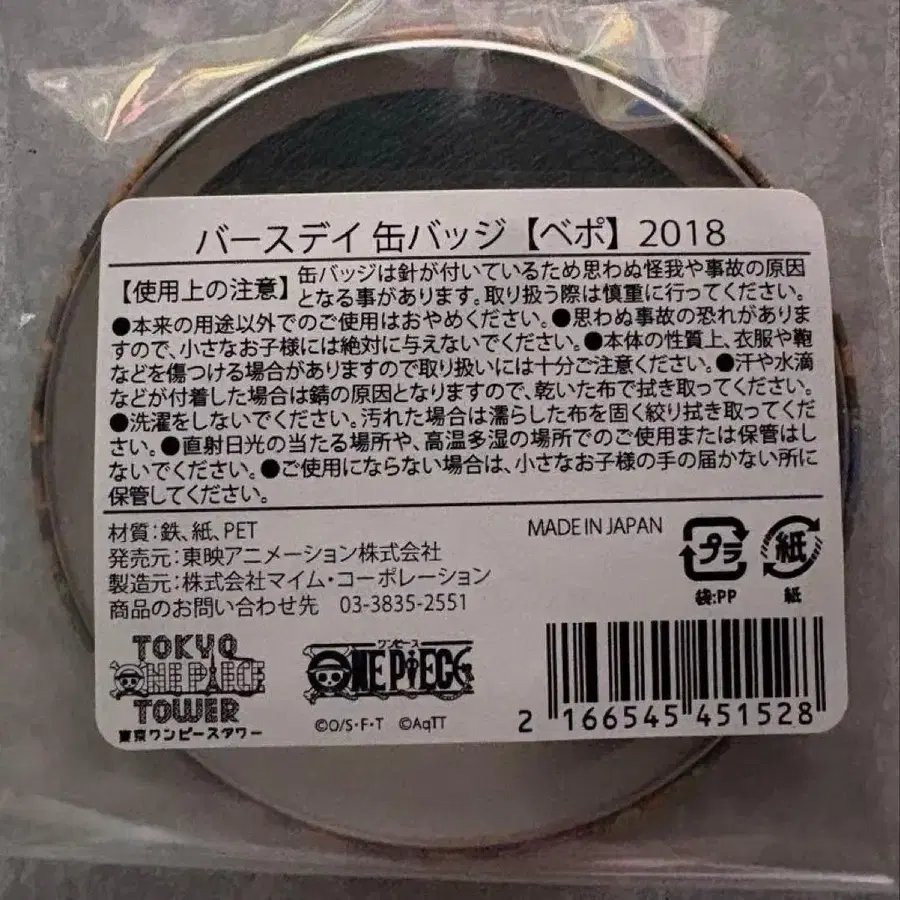 バースデイ 缶バッジ【ベポ】2018
【使用上の注意】缶バッジは針が付いているため思わぬ怪我や事故の原因
となる事があります。取り扱う際は慎重に行ってください。
●本来の用途以外でのご使用はおやめください。●思わぬ事故の恐れがありま
すので、小さなお子様には絶対に与えないでください。●本体の性質上、衣服や鞄
などを傷つける場合がありますので取り扱いには十分ご注意ください。●汗や水滴
などが付着した場合は錆の原因となりますので、乾いた布で拭き取ってください。
●洗濯をしないでください。汚れた場合は濡らした布を固く絞り拭き取ってくだ
さい。●直射日光の当たる場所や、高温多湿の場所でのご使用または保管はし
ないでください。●ご使用にならない場合は、小さなお子様の手の届かない所に
保管してください。
材質：鉄、紙、PET
MADE IN JAPAN
発売元：東映アニメーション株式会社
製造元：株式会社マイム・コーポレーション
商品のお問い合わせ先 03-3835-2551
プラ
袋:PP
紙
紙
TOKYO
ONE PIECE
TOWER
東京ワンピースタワー
ワンピース
ONE PIECE
©O/S・F・T ©AqTT
2 166545 451528